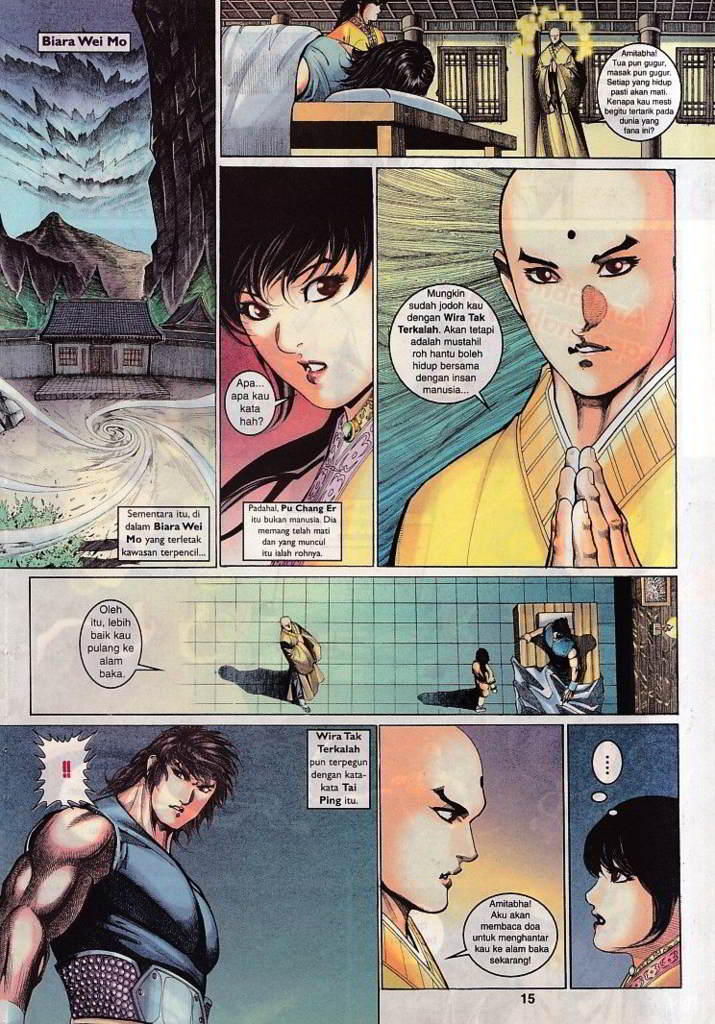 Biara Wei Mo
Sementara itu, di
dalam Biara Wei
Mo yang terletak
kawasan terpencil...
Amitabha!
Tua pun gugur,
masak pun gugur.
Setiap yang hidup
pasti akan mati.
Kenapa kau mesti
begitu tertarik pada
dunia yang
fana ini?
Apa...
apa kau
kata
hah?
Padahal, Pu Chang Er
itu bukan manusia. Dia
memang telah mati
dan yang muncul
itu ialah rohnya.
Mungkin
sudah jodoh kau
dengan Wira Tak
Terkalah. Akan tetapi
adalah mustahil
roh hantu boleh
hidup bersama
dengan insan
manusia...
Oleh
itu, lebih
baik kau
pulang ke
alam
baka.
!!
Wira Tak
Terkalah
pun terpegun
dengan kata-
kata Tai
Ping itu.
Amitabha!
Aku akan
membaca doa
untuk menghantar
kau ke alam baka
sekarang!
...
15